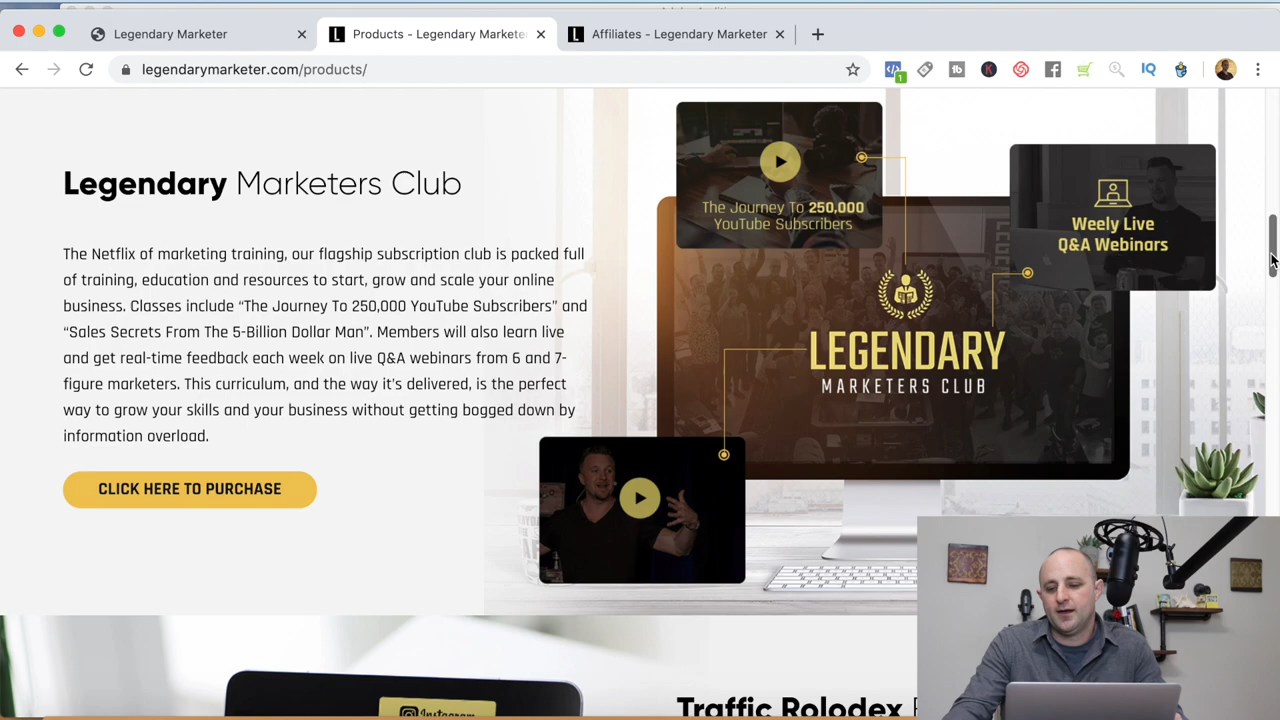 Legendary Marketer
Products - Legendary Markete
Affiliates - Legendary Marketer
legendarymarketer.com/products/
1
IQ
Legendary Marketers Club
The Netflix of marketing training, our flagship subscription club is packed full
of training, education and resources to start, grow and scale your online
business. Classes include “The Journey To 250,000 YouTube Subscribers” and
“Sales Secrets From The 5-Billion Dollar Man”. Members will also learn live
and get real-time feedback each week on live Q&A webinars from 6 and 7-
figure marketers. This curriculum, and the way it's delivered, is the perfect
way to grow your skills and your business without getting bogged down by
information overload.
CLICK HERE TO PURCHASE
The Journey To 250,000
YouTube Subscribers
Weely Live
Q&A Webinars
LEGENDARY
MARKETERS CLUB
Instagram
Traffic Rolodex